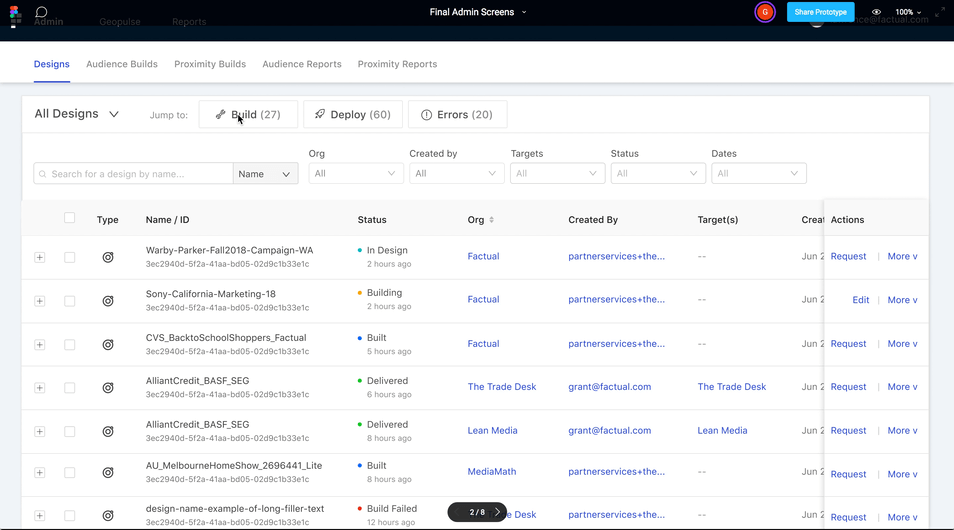 Final Admin Screens
G
Share Prototype
100%
Admin
Geopulse
Reports
Designs
Audience Builds
Proximity Builds
Audience Reports
Proximity Reports
All Designs
Jump to:
Build (27)
Deploy (60)
Errors (20)
Org
Created by
Targets
Status
Dates
Search for a design by name...
Name
All
All
All
All
All
Type
Name / ID
Status
Org
Created By
Target(s)
Actions
Warby-Parker-Fall2018-Campaign-WA
3ec2940d-5f2a-41aa-bd05-02d9c1b33e1c
In Design
2 hours ago
Factual
partnerservices+the...
--
Jun 2
Request
More v
Sony-California-Marketing-18
3ec2940d-5f2a-41aa-bd05-02d9c1b33e1c
Building
2 hours ago
Factual
partnerservices+the...
--
Jun 2
Edit
More v
CVS_BacktoSchoolShoppers_Factual
3ec2940d-5f2a-41aa-bd05-02d9c1b33e1c
Built
5 hours ago
Factual
partnerservices+the...
--
Jun 2
Request
More v
AlliantCredit_BASF_SEG
3ec2940d-5f2a-41aa-bd05-02d9c1b33e1c
Delivered
6 hours ago
The Trade Desk
grant@factual.com
The Trade Desk
Jun 2
Request
More v
AlliantCredit_BASF_SEG
3ec2940d-5f2a-41aa-bd05-02d9c1b33e1c
Delivered
8 hours ago
Lean Media
grant@factual.com
Lean Media
Jun 2
Request
More v
AU_MelbourneHomeShow_2696441_Lite
3ec2940d-5f2a-41aa-bd05-02d9c1b33e1c
Built
8 hours ago
MediaMath
partnerservices+the...
--
Jun 2
Request
More v
design-name-example-of-long-filler-text
3ec2940d-5f2a-41aa-bd05-02d9c1b33e1c
Build Failed
12 hours ago
Desk
partnerservices+the...
--
Jun 2
Request
More v
2 / 8